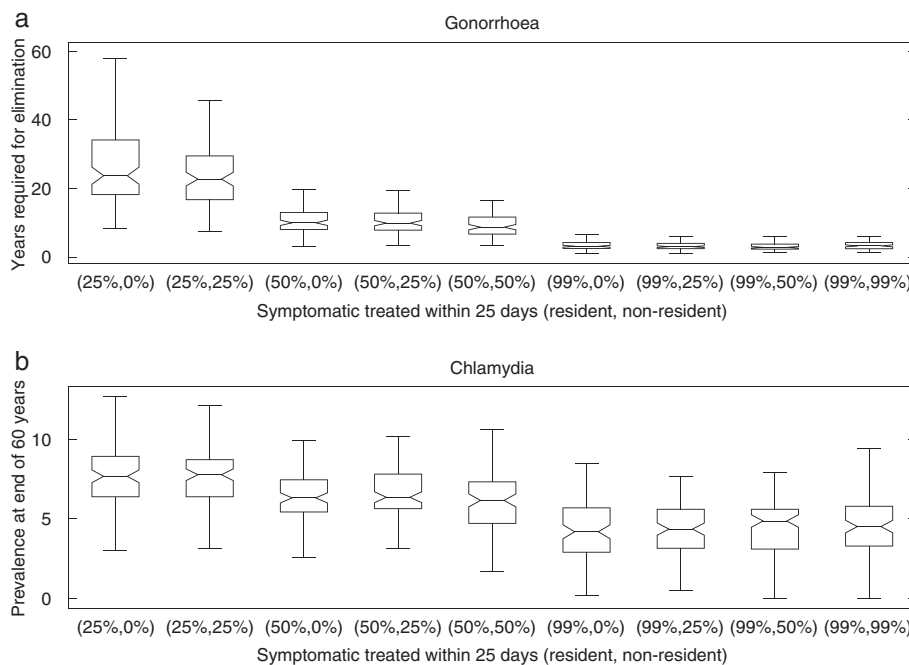 a
Gonorrhoea
Years required for elimination
60
40
20
0
(25%,0%) (25%,25%) (50%,0%) (50%,25%) (50%,50%) (99%,0%) (99%,25%) (99%,50%) (99%,99%)
Symptomatic treated within 25 days (resident, non-resident)
b
Chlamydia
Prevalence at end of 60 years
10
5
0
(25%,0%) (25%,25%) (50%,0%) (50%,25%) (50%,50%) (99%,0%) (99%,25%) (99%,50%) (99%,99%)
Symptomatic treated within 25 days (resident, non-resident)